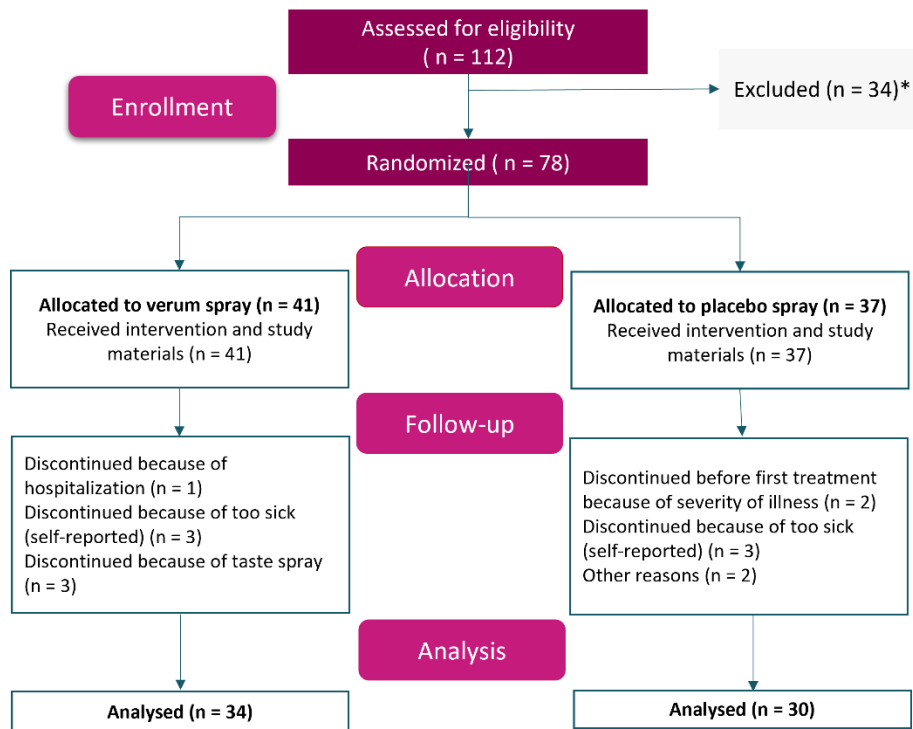 Assessed for eligibility
( n = 112)
Enrollment
Excluded (n = 34)*
Randomized ( n = 78)
Allocation
Allocated to verum spray (n = 41)
Received intervention and study
materials (n = 41)
Allocated to placebo spray (n = 37)
Received intervention and study
materials (n = 37)
Follow-up
Discontinued because of
hospitalization (n = 1)
Discontinued because of too sick
(self-reported) (n = 3)
Discontinued because of taste spray
(n = 3)
Discontinued before first treatment
because of severity of illness (n = 2)
Discontinued because of too sick
(self-reported) (n = 3)
Other reasons (n = 2)
Analysis
Analysed (n = 34)
Analysed (n = 30)